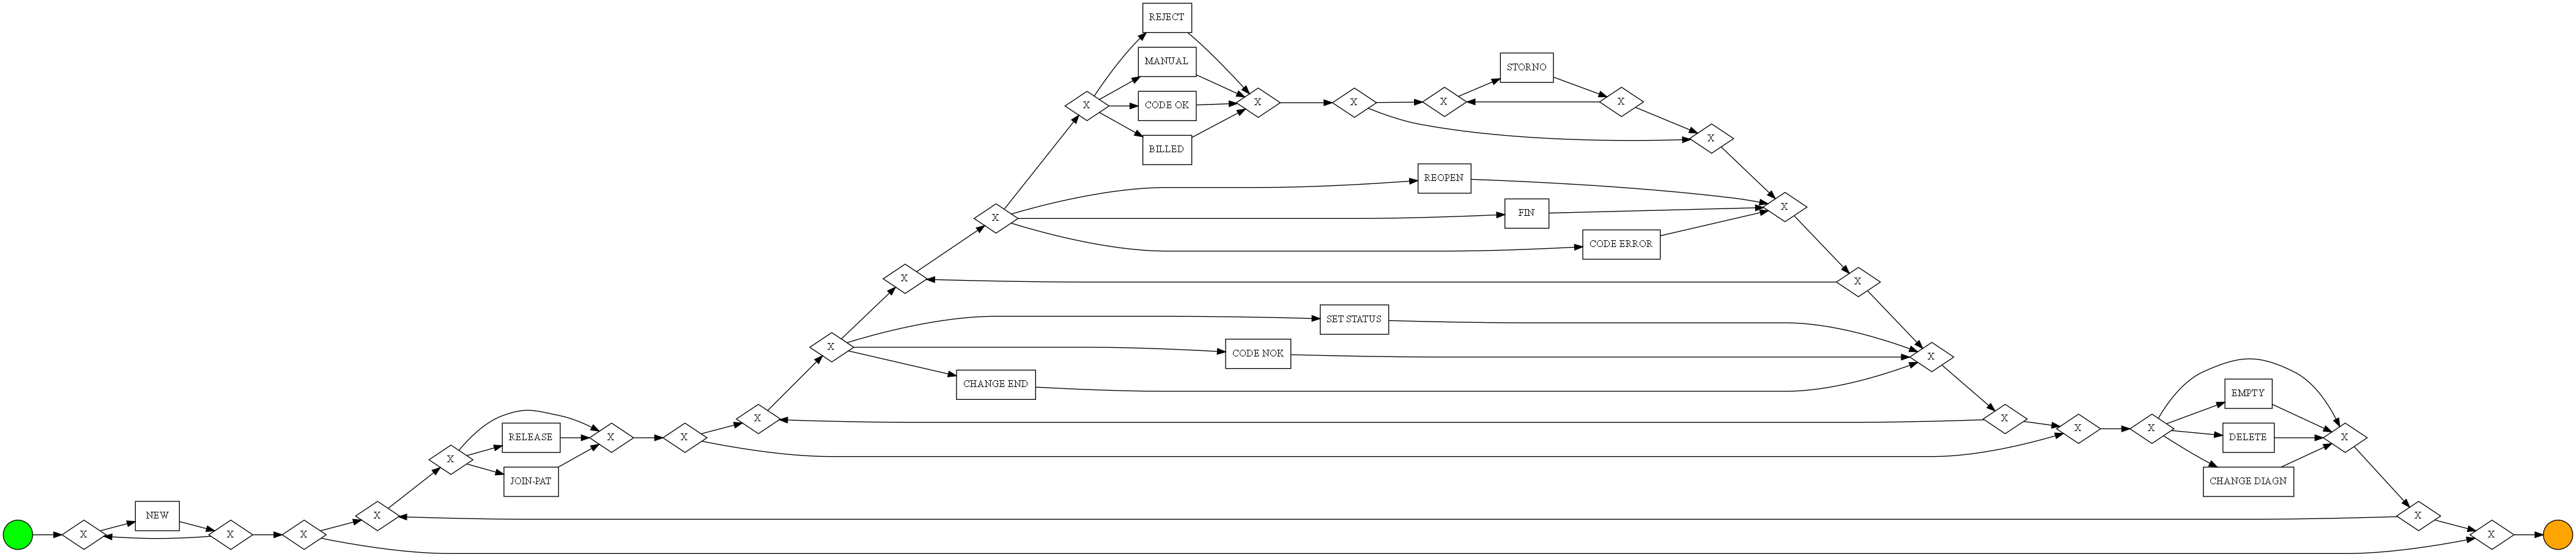 REJECT
X
MANUAL
X
CODE OK
X
X
X
STORNO
X
X
BILLED
REOPEN
X
X
FIN
CODE ERROR
X
X
SET STATUS
X
CODE NOK
X
CHANGE END
X
X
X
RELEASE
X
X
JOIN-PAT
X
X
EMPTY
X
DELETE
CHANGE DIAGN
X
NEW
X
X
X
X
X
X